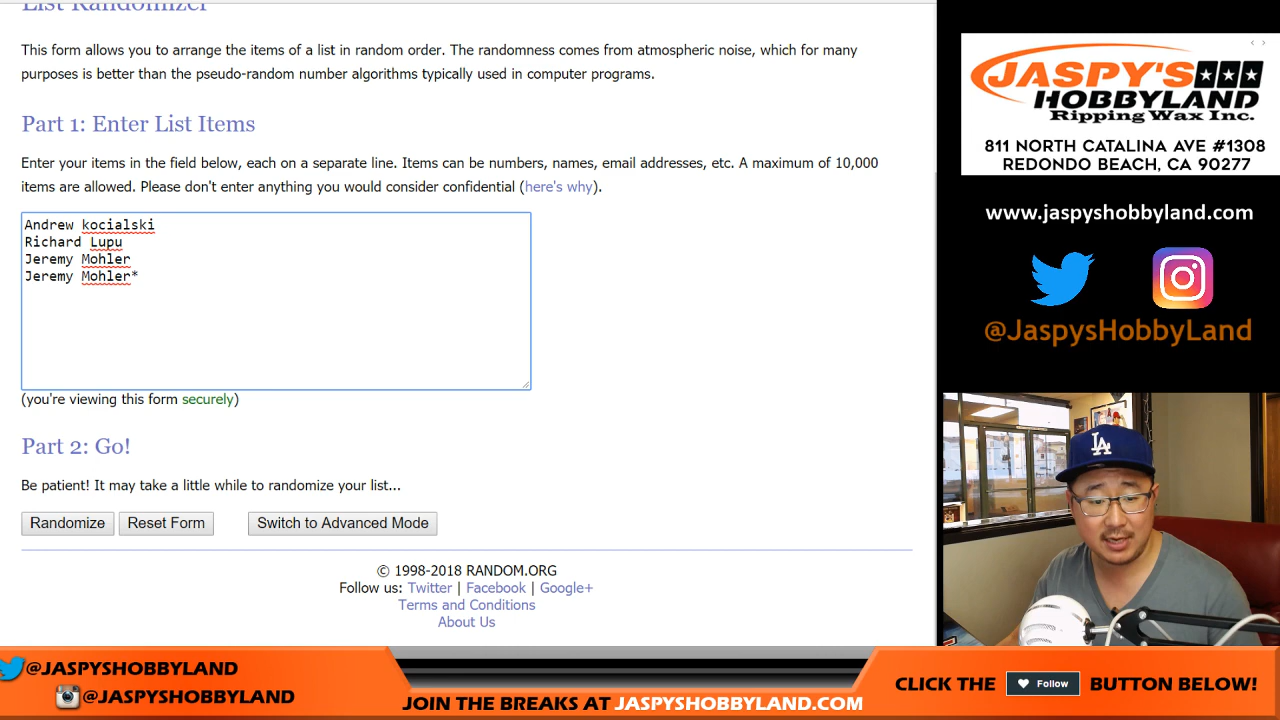 List Randomizer
This form allows you to arrange the items of a list in random order. The randomness comes from atmospheric noise, which for many
purposes is better than the pseudo-random number algorithms typically used in computer programs.
Part 1: Enter List Items
Enter your items in the field below, each on a separate line. Items can be numbers, names, email addresses, etc. A maximum of 10,000
items are allowed. Please don't enter anything you would consider confidential (here's why).
Andrew kocialski
Richard Lupu
Jeremy Mohler
Jeremy Mohler*
(you're viewing this form securely)
Part 2: Go!
Be patient! It may take a little while to randomize your list...
Randomize Reset Form Switch to Advanced Mode
© 1998-2018 RANDOM.ORG
Follow us: Twitter | Facebook | Google+
Terms and Conditions
About Us
JASPY'S
HOBBYLAND
Ripping Wax Inc.
811 NORTH CATALINA AVE #1308
REDONDO BEACH, CA 90277
www.jaspyshobbyland.com
@JaspysHobbyLand
LA
@JASPYSHOBBYLAND
@JASPYSHOBBYLAND
JOIN THE BREAKS AT JASPYSHOBBYLAND.COM
CLICK THE Follow BUTTON BELOW!